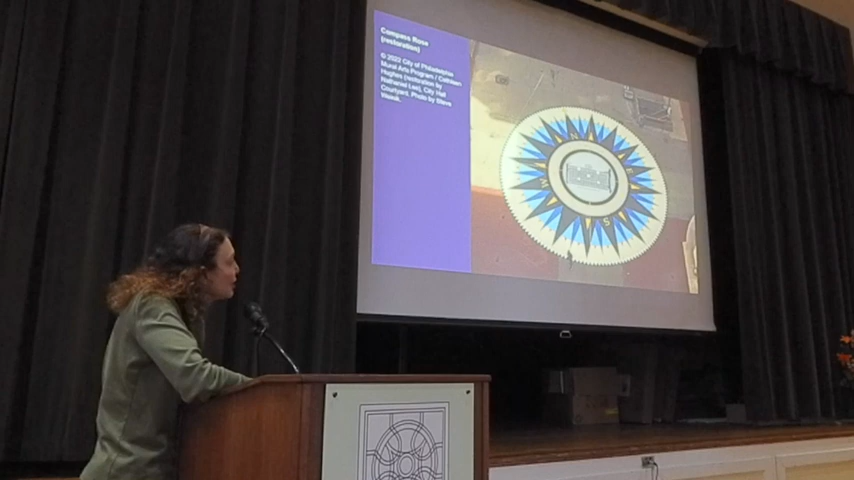 Compass Rose
(restoration)
© 2022 City of Philadelphia
Mural Arts Program / Cathleen
Hughes (restoration by
Nathaniel Lee), City Hall
Courtyard. Photo by Steve
Weinik.
N
W
S